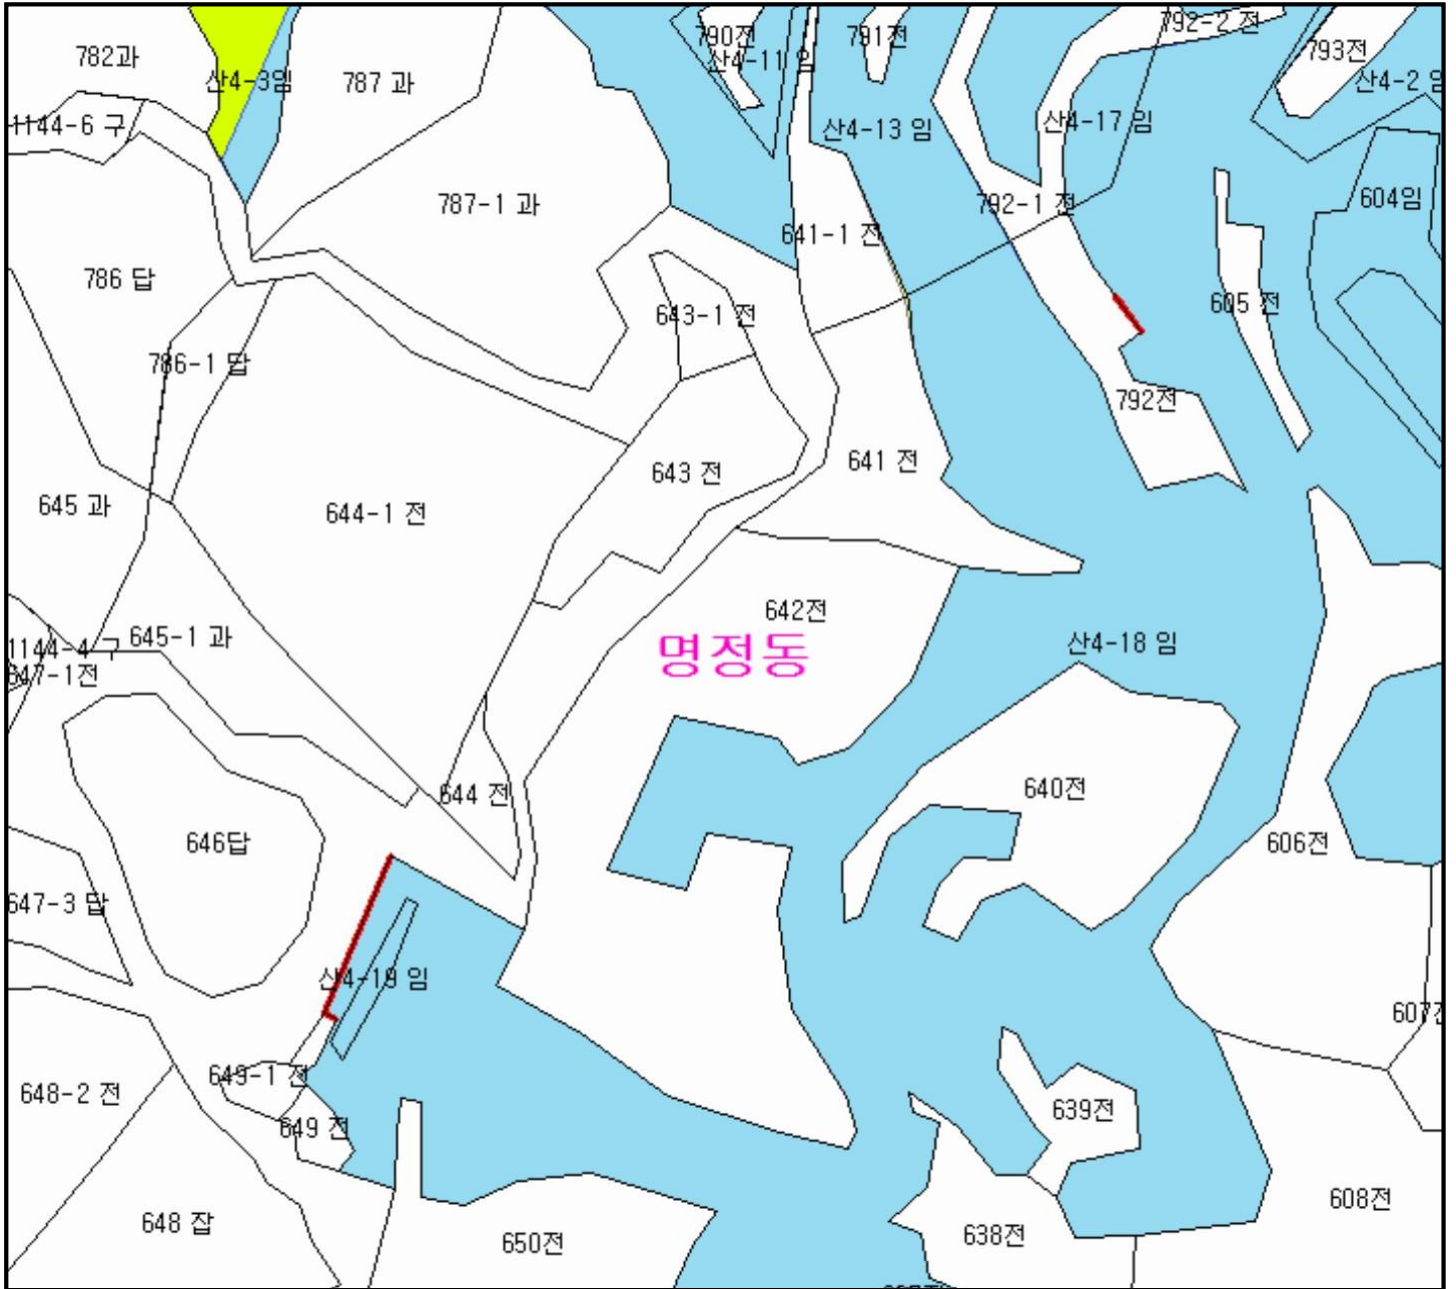 790전
791전
792-2 전
782과
산4-3임
787 과
산4-11 임
793전
산4-2 임
1144-6 구
산4-13 임
산4-17 임
787-1 과
641-1 전
792-1 전
604임
786 답
643-1 전
605 전
786-1 답
792전
645 과
644-1 전
643 전
641 전
642전
1144-4 구
645-1 과
명정동
산4-18 임
647-1전
644 전
640전
646답
606전
647-3 답
산4-19 임
607전
648-2 전
649-1 전
649 전
639전
648 잡
650전
638전
608전